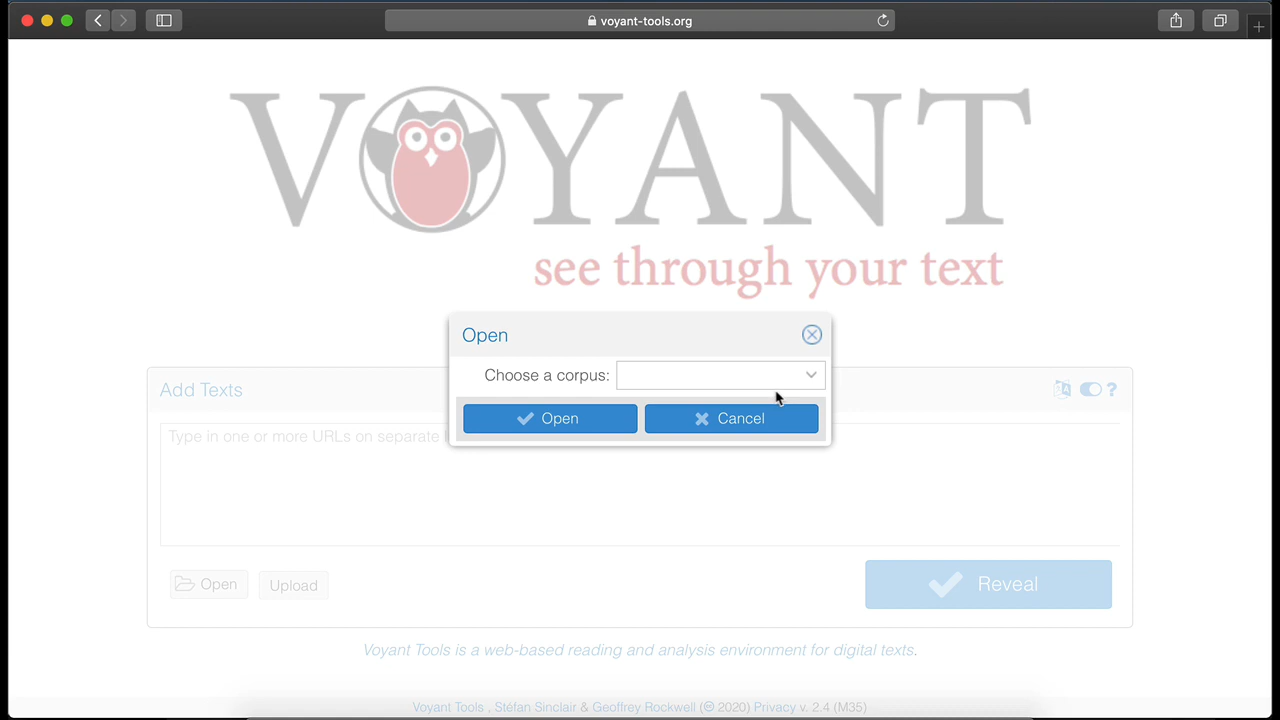 voyant-tools.org
VOYANT
see through your text
Open
Choose a corpus:
Open
Cancel
Add Texts
?
Type in one or more URLs on separate
Open
Upload
Reveal
Voyant Tools is a web-based reading and analysis environment for digital texts.
Voyant Tools , Stéfan Sinclair & Geoffrey Rockwell (🄯 2020) Privacy v. 2.4 (M35)